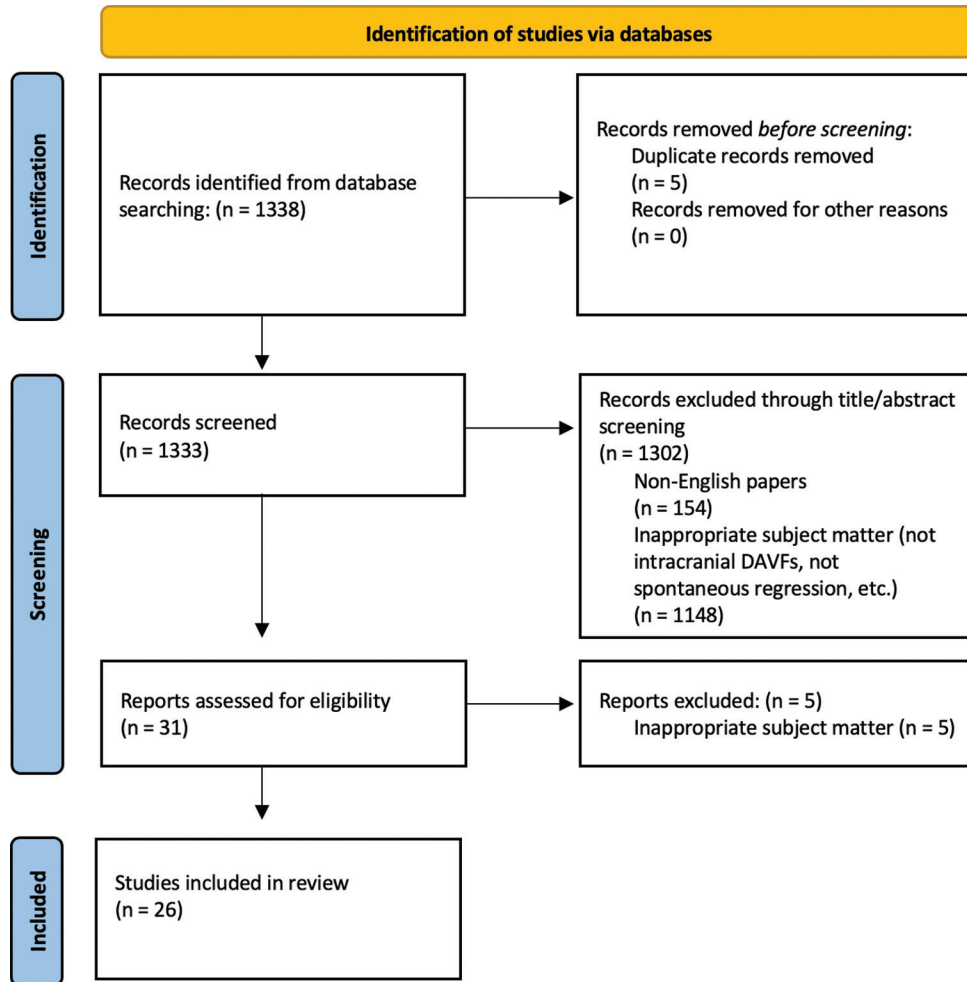 Identification of studies via databases
Identification
Records identified from database
searching: (n = 1338)
Records removed before screening:
Duplicate records removed
(n = 5)
Records removed for other reasons
(n = 0)
Screening
Records screened
(n = 1333)
Records excluded through title/abstract
screening
(n = 1302)
Non-English papers
(n = 154)
Inappropriate subject matter (not
intracranial DAVFs, not
spontaneous regression, etc.)
(n = 1148)
Reports assessed for eligibility
(n = 31)
Reports excluded: (n = 5)
Inappropriate subject matter (n = 5)
Included
Studies included in review
(n = 26)